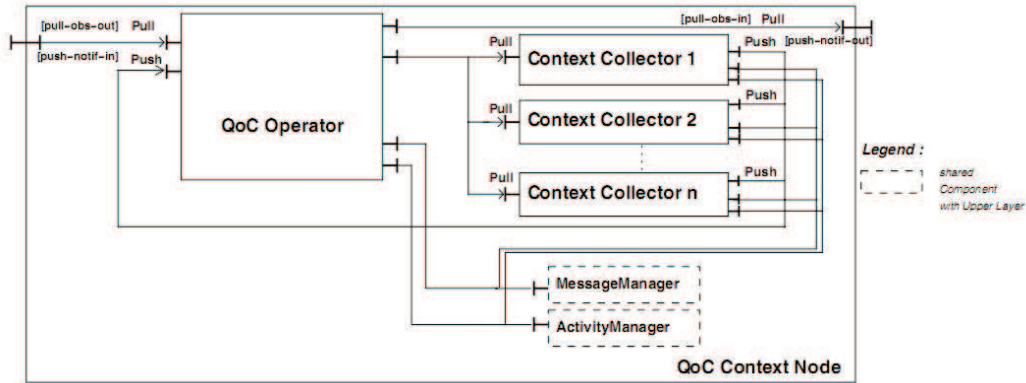 [pull-obs-out] Pull
[push-notif-in] Push
QoC Operator
[pull-obs-in] Pull
[push-notif-out]
Pull
Context Collector 1
Push
Pull
Context Collector 2
Push
Pull
Context Collector n
Push
Legend :
shared
Component
with Upper Layer
MessageManager
ActivityManager
QoC Context Node